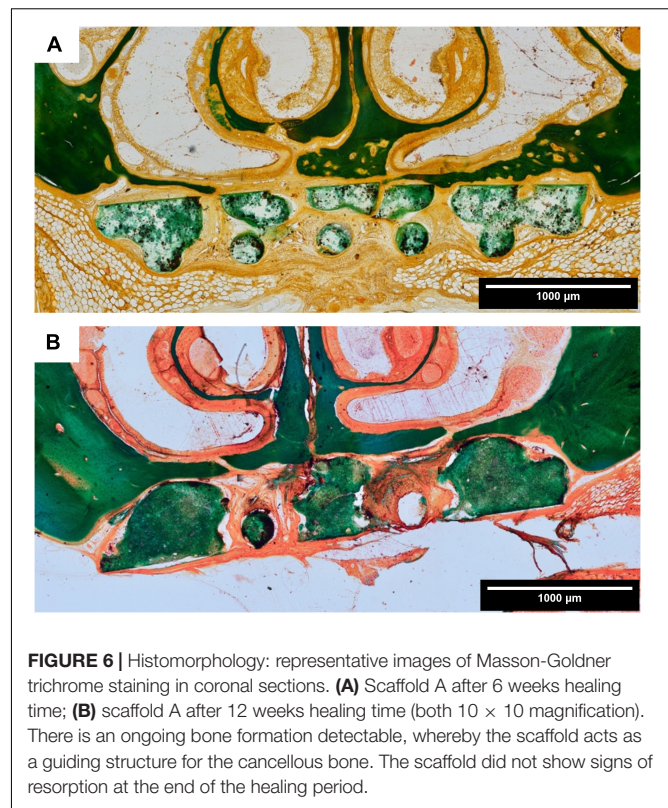 A
1000 µm
B
1000 µm
FIGURE 6 | Histomorphology: representative images of Masson-Goldner
trichrome staining in coronal sections. (A) Scaffold A after 6 weeks healing
time; (B) scaffold A after 12 weeks healing time (both 10 × 10 magnification).
There is an ongoing bone formation detectable, whereby the scaffold acts as
a guiding structure for the cancellous bone. The scaffold did not show signs of
resorption at the end of the healing period.